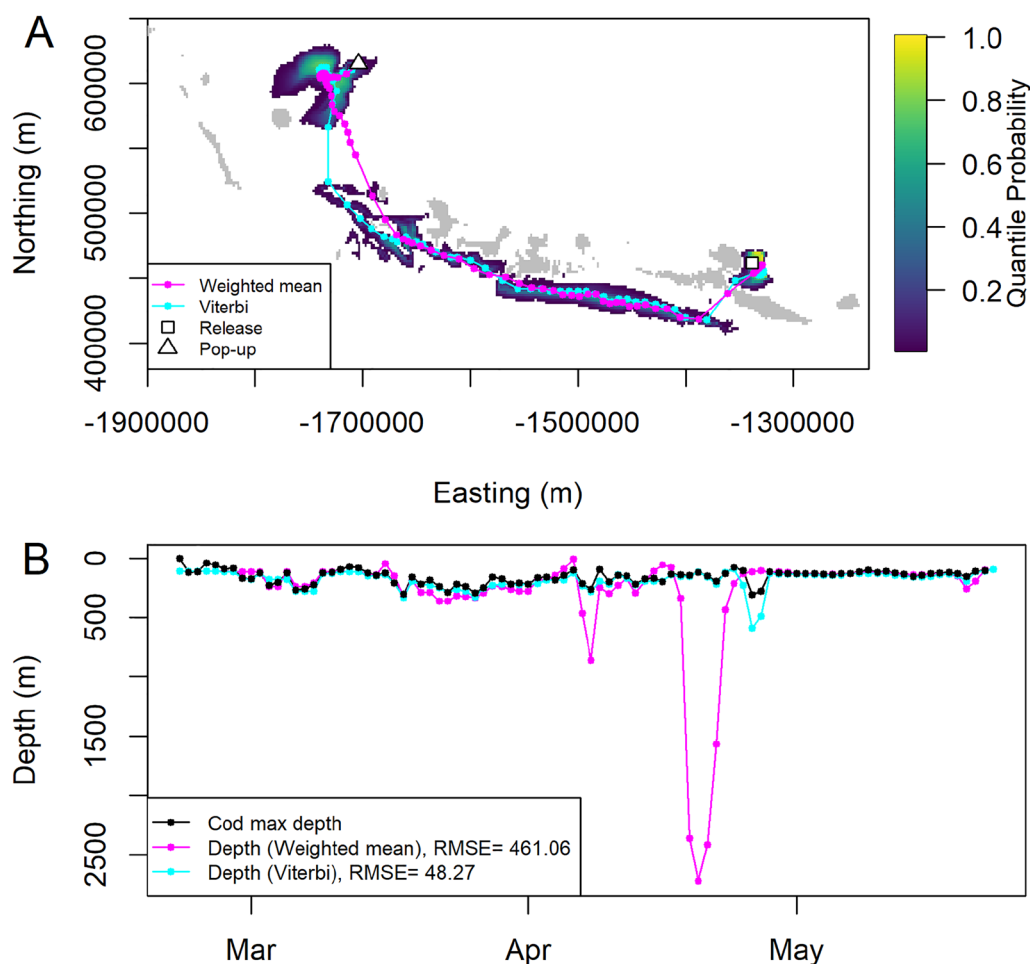 A
Northing (m)
600000
500000
400000
Weighted mean
Viterbi
Release
Pop-up
-1900000
-1700000
-1500000
-1300000
Easting (m)
1.0
0.8
0.6
0.4
0.2
Quantile Probability
B
Depth (m)
0
500
1500
2500
Cod max depth
Depth (Weighted mean), RMSE= 461.06
Depth (Viterbi), RMSE= 48.27
Mar
Apr
May